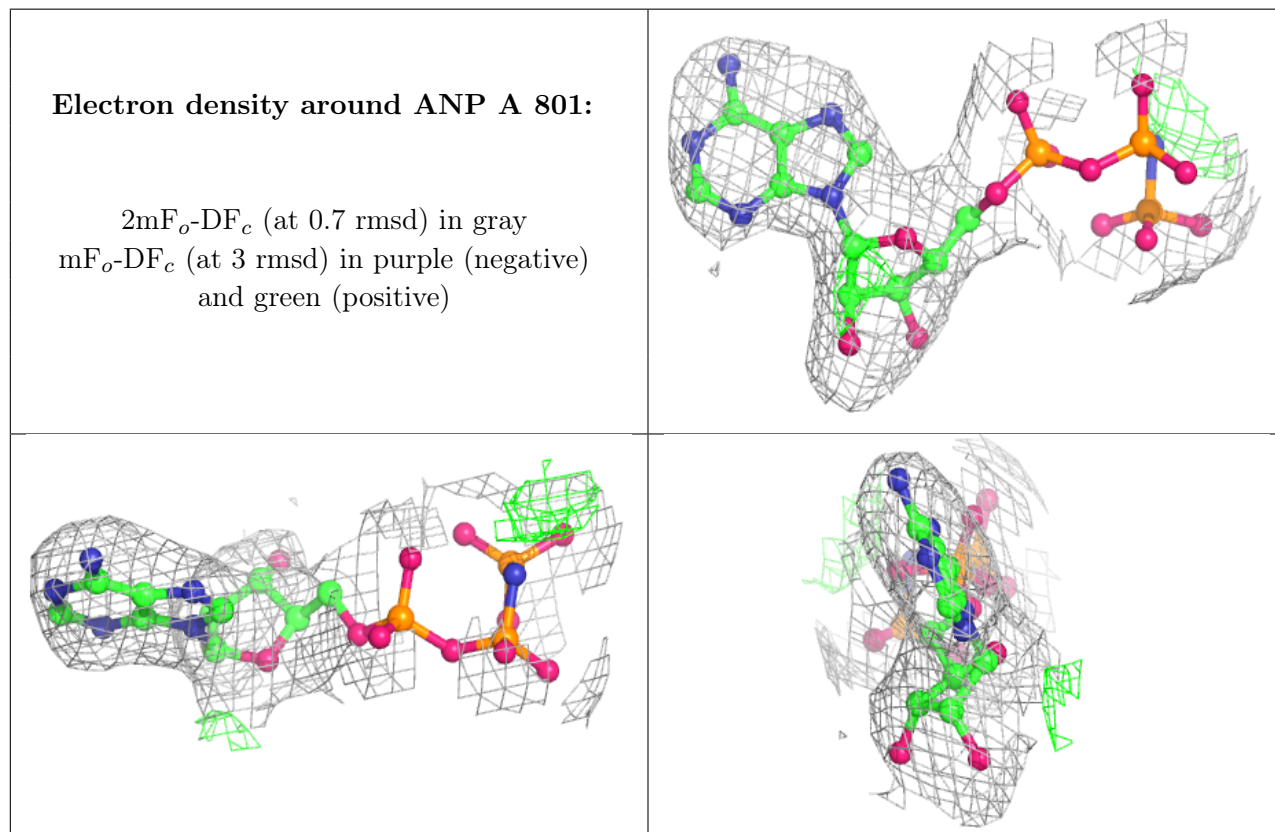 Electron density around ANP A 801:
2mFo-DFc (at 0.7 rmsd) in gray
mFo-DFc (at 3 rmsd) in purple (negative)
and green (positive)